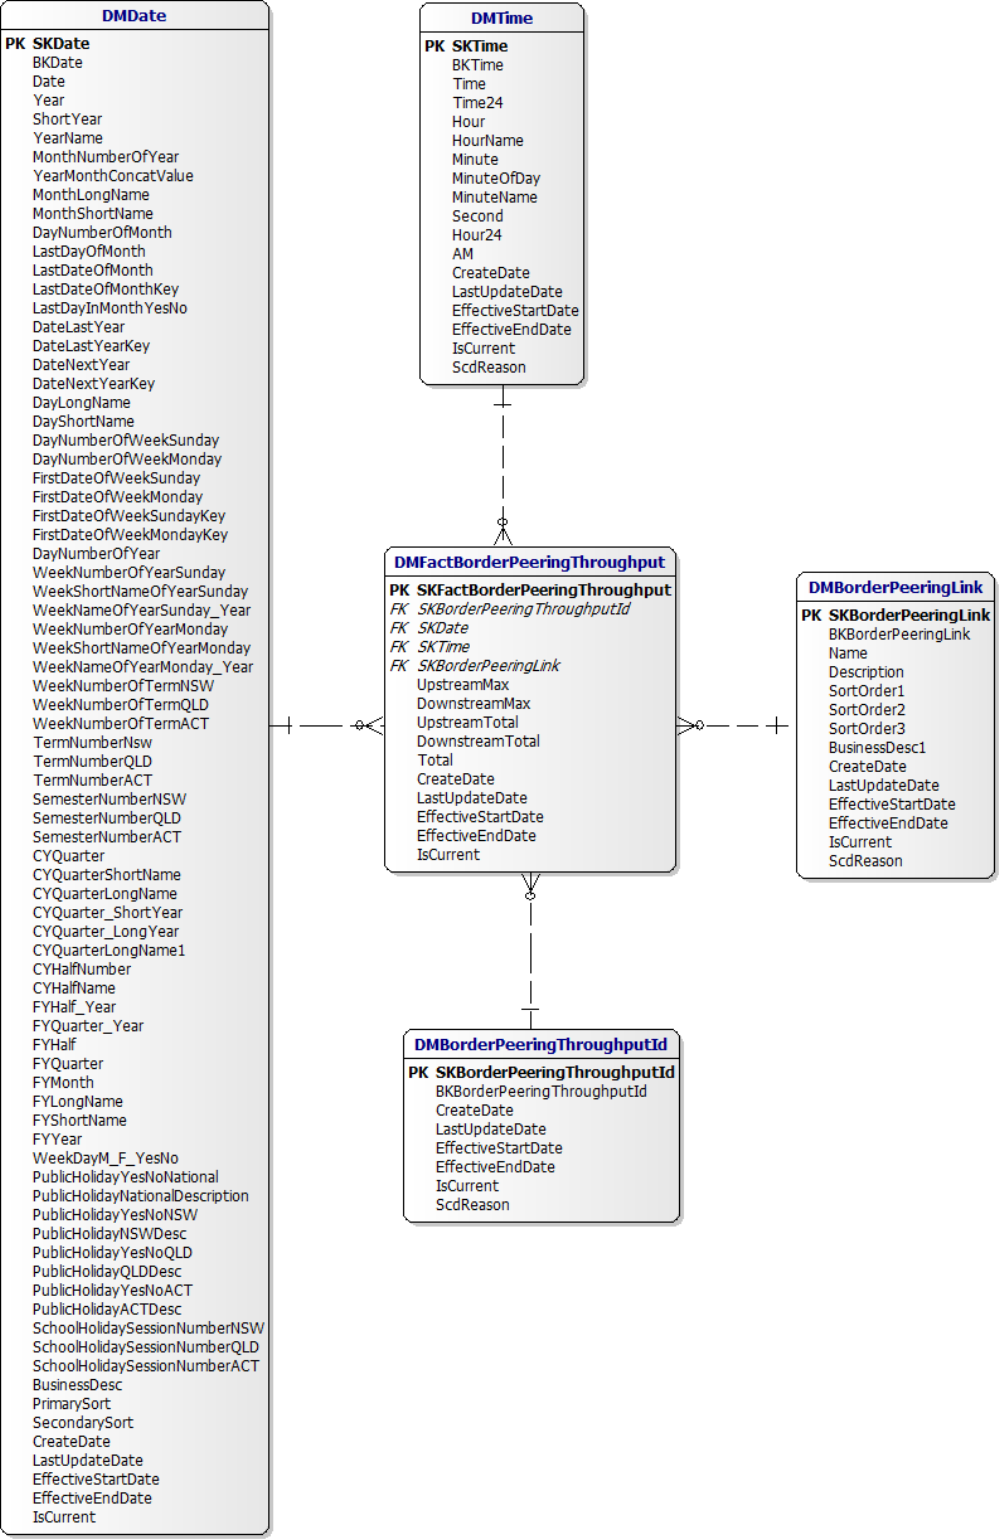 DMDate
PK SKDate
BKDate
Date
Year
ShortYear
YearName
MonthNumberOfYear
YearMonthConcatValue
MonthLongName
MonthShortName
DayNumberOfMonth
LastDayOfMonth
LastDateOfMonth
LastDateOfMonthKey
LastDayInMonthYesNo
DateLastYear
DateLastYearKey
DateNextYear
DateNextYearKey
DayLongName
DayShortName
DayNumberOfWeekSunday
DayNumberOfWeekMonday
FirstDateOfWeekSunday
FirstDateOfWeekMonday
FirstDateOfWeekSundayKey
FirstDateOfWeekMondayKey
DayNumberOfYear
WeekNumberOfYearSunday
WeekShortNameOfYearSunday
WeekNameOfYearSunday_Year
WeekNumberOfYearMonday
WeekShortNameOfYearMonday
WeekNameOfYearMonday_Year
WeekNumberOfTermNSW
WeekNumberOfTermQLD
WeekNumberOfTermACT
TermNumberNsw
TermNumberQLD
TermNumberACT
SemesterNumberNSW
SemesterNumberQLD
SemesterNumberACT
CYQuarter
CYQuarterShortName
CYQuarterLongName
CYQuarter_ShortYear
CYQuarter_LongYear
CYQuarterLongName1
CYHalfNumber
CYHalfName
FYHalf_Year
FYQuarter_Year
FYHalf
FYQuarter
FYMonth
FYLongName
FYShortName
FYYear
WeekDayM_F_YesNo
PublicHolidayYesNoNational
PublicHolidayNationalDescription
PublicHolidayYesNoNSW
PublicHolidayNSWDesc
PublicHolidayYesNoQLD
PublicHolidayQLDDesc
PublicHolidayYesNoACT
PublicHolidayACTDesc
SchoolHolidaySessionNumberNSW
SchoolHolidaySessionNumberQLD
SchoolHolidaySessionNumberACT
BusinessDesc
PrimarySort
SecondarySort
CreateDate
LastUpdateDate
EffectiveStartDate
EffectiveEndDate
IsCurrent
DMTime
PK SKTime
BKTime
Time
Time24
Hour
HourName
Minute
MinuteOfDay
MinuteName
Second
Hour24
AM
CreateDate
LastUpdateDate
EffectiveStartDate
EffectiveEndDate
IsCurrent
ScdReason
DMFactBorderPeeringThroughput
PK SKFactBorderPeeringThroughput
FK SKBorderPeeringThroughputId
FK SKDate
FK SKTime
FK SKBorderPeeringLink
UpstreamMax
DownstreamMax
UpstreamTotal
DownstreamTotal
Total
CreateDate
LastUpdateDate
EffectiveStartDate
EffectiveEndDate
IsCurrent
DMBorderPeeringLink
PK SKBorderPeeringLink
BKBorderPeeringLink
Name
Description
SortOrder1
SortOrder2
SortOrder3
BusinessDesc1
CreateDate
LastUpdateDate
EffectiveStartDate
EffectiveEndDate
IsCurrent
ScdReason
DMBorderPeeringThroughputId
PK SKBorderPeeringThroughputId
BKBorderPeeringThroughputId
CreateDate
LastUpdateDate
EffectiveStartDate
EffectiveEndDate
IsCurrent
ScdReason